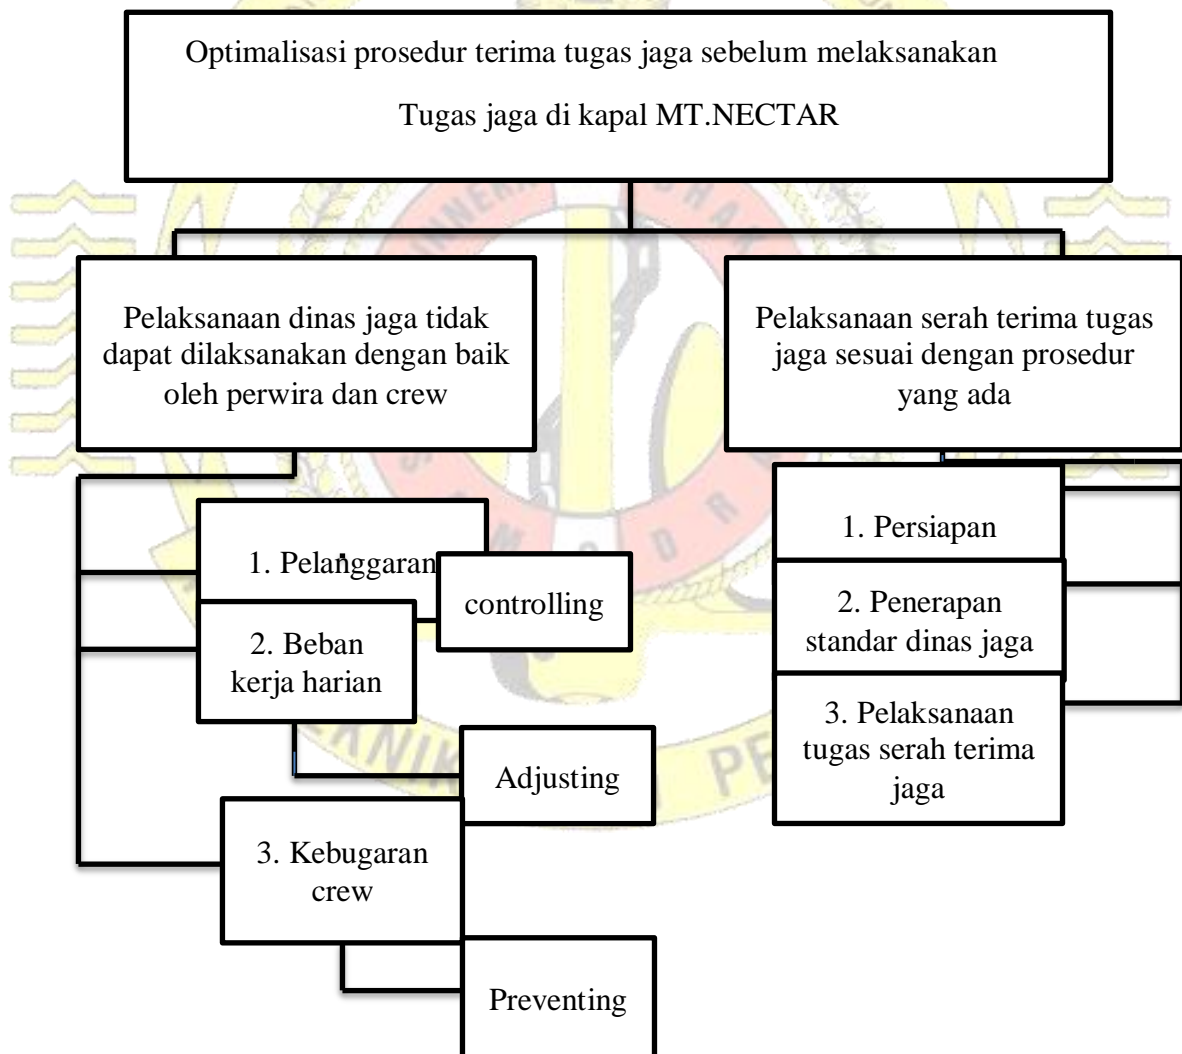 Optimalisasi prosedur terima tugas jaga sebelum melaksanakan
Tugas jaga di kapal MT.NECTAR
Pelaksanaan dinas jaga tidak
dapat dilaksanakan dengan baik
oleh perwira dan crew
Pelaksanaan serah terima tugas
jaga sesuai dengan prosedur
yang ada
1. Pelanggaran
controlling
2. Beban
kerja harian
Adjusting
3. Kebugaran
crew
Preventing
1. Persiapan
2. Penerapan
standar dinas jaga
3. Pelaksanaan
tugas serah terima
jaga